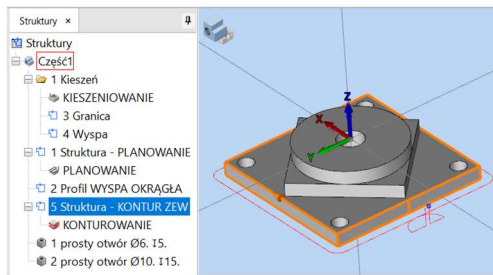 Struktury ×
Struktury
Część1
1 Kieszeń
KIESZENIOWANIE
3 Granica
4 Wyspa
1 Struktura - PLANOWANIE
PLANOWANIE
2 Profil WYSPA OKRĄGŁA
5 Struktura - KONTUR ZEW
KONTUROWANIE
1 prosty otwór Ø6. I5.
2 prosty otwór Ø10. I15.
Z
X
Y